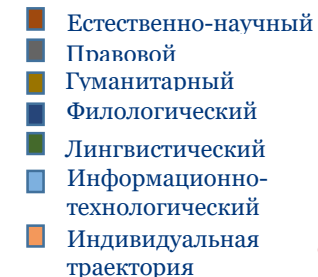 Естественно-научный
Правовой
Гуманитарный
Филологический
Лингвистический
Информационно-
технологический
Индивидуальная
траектория